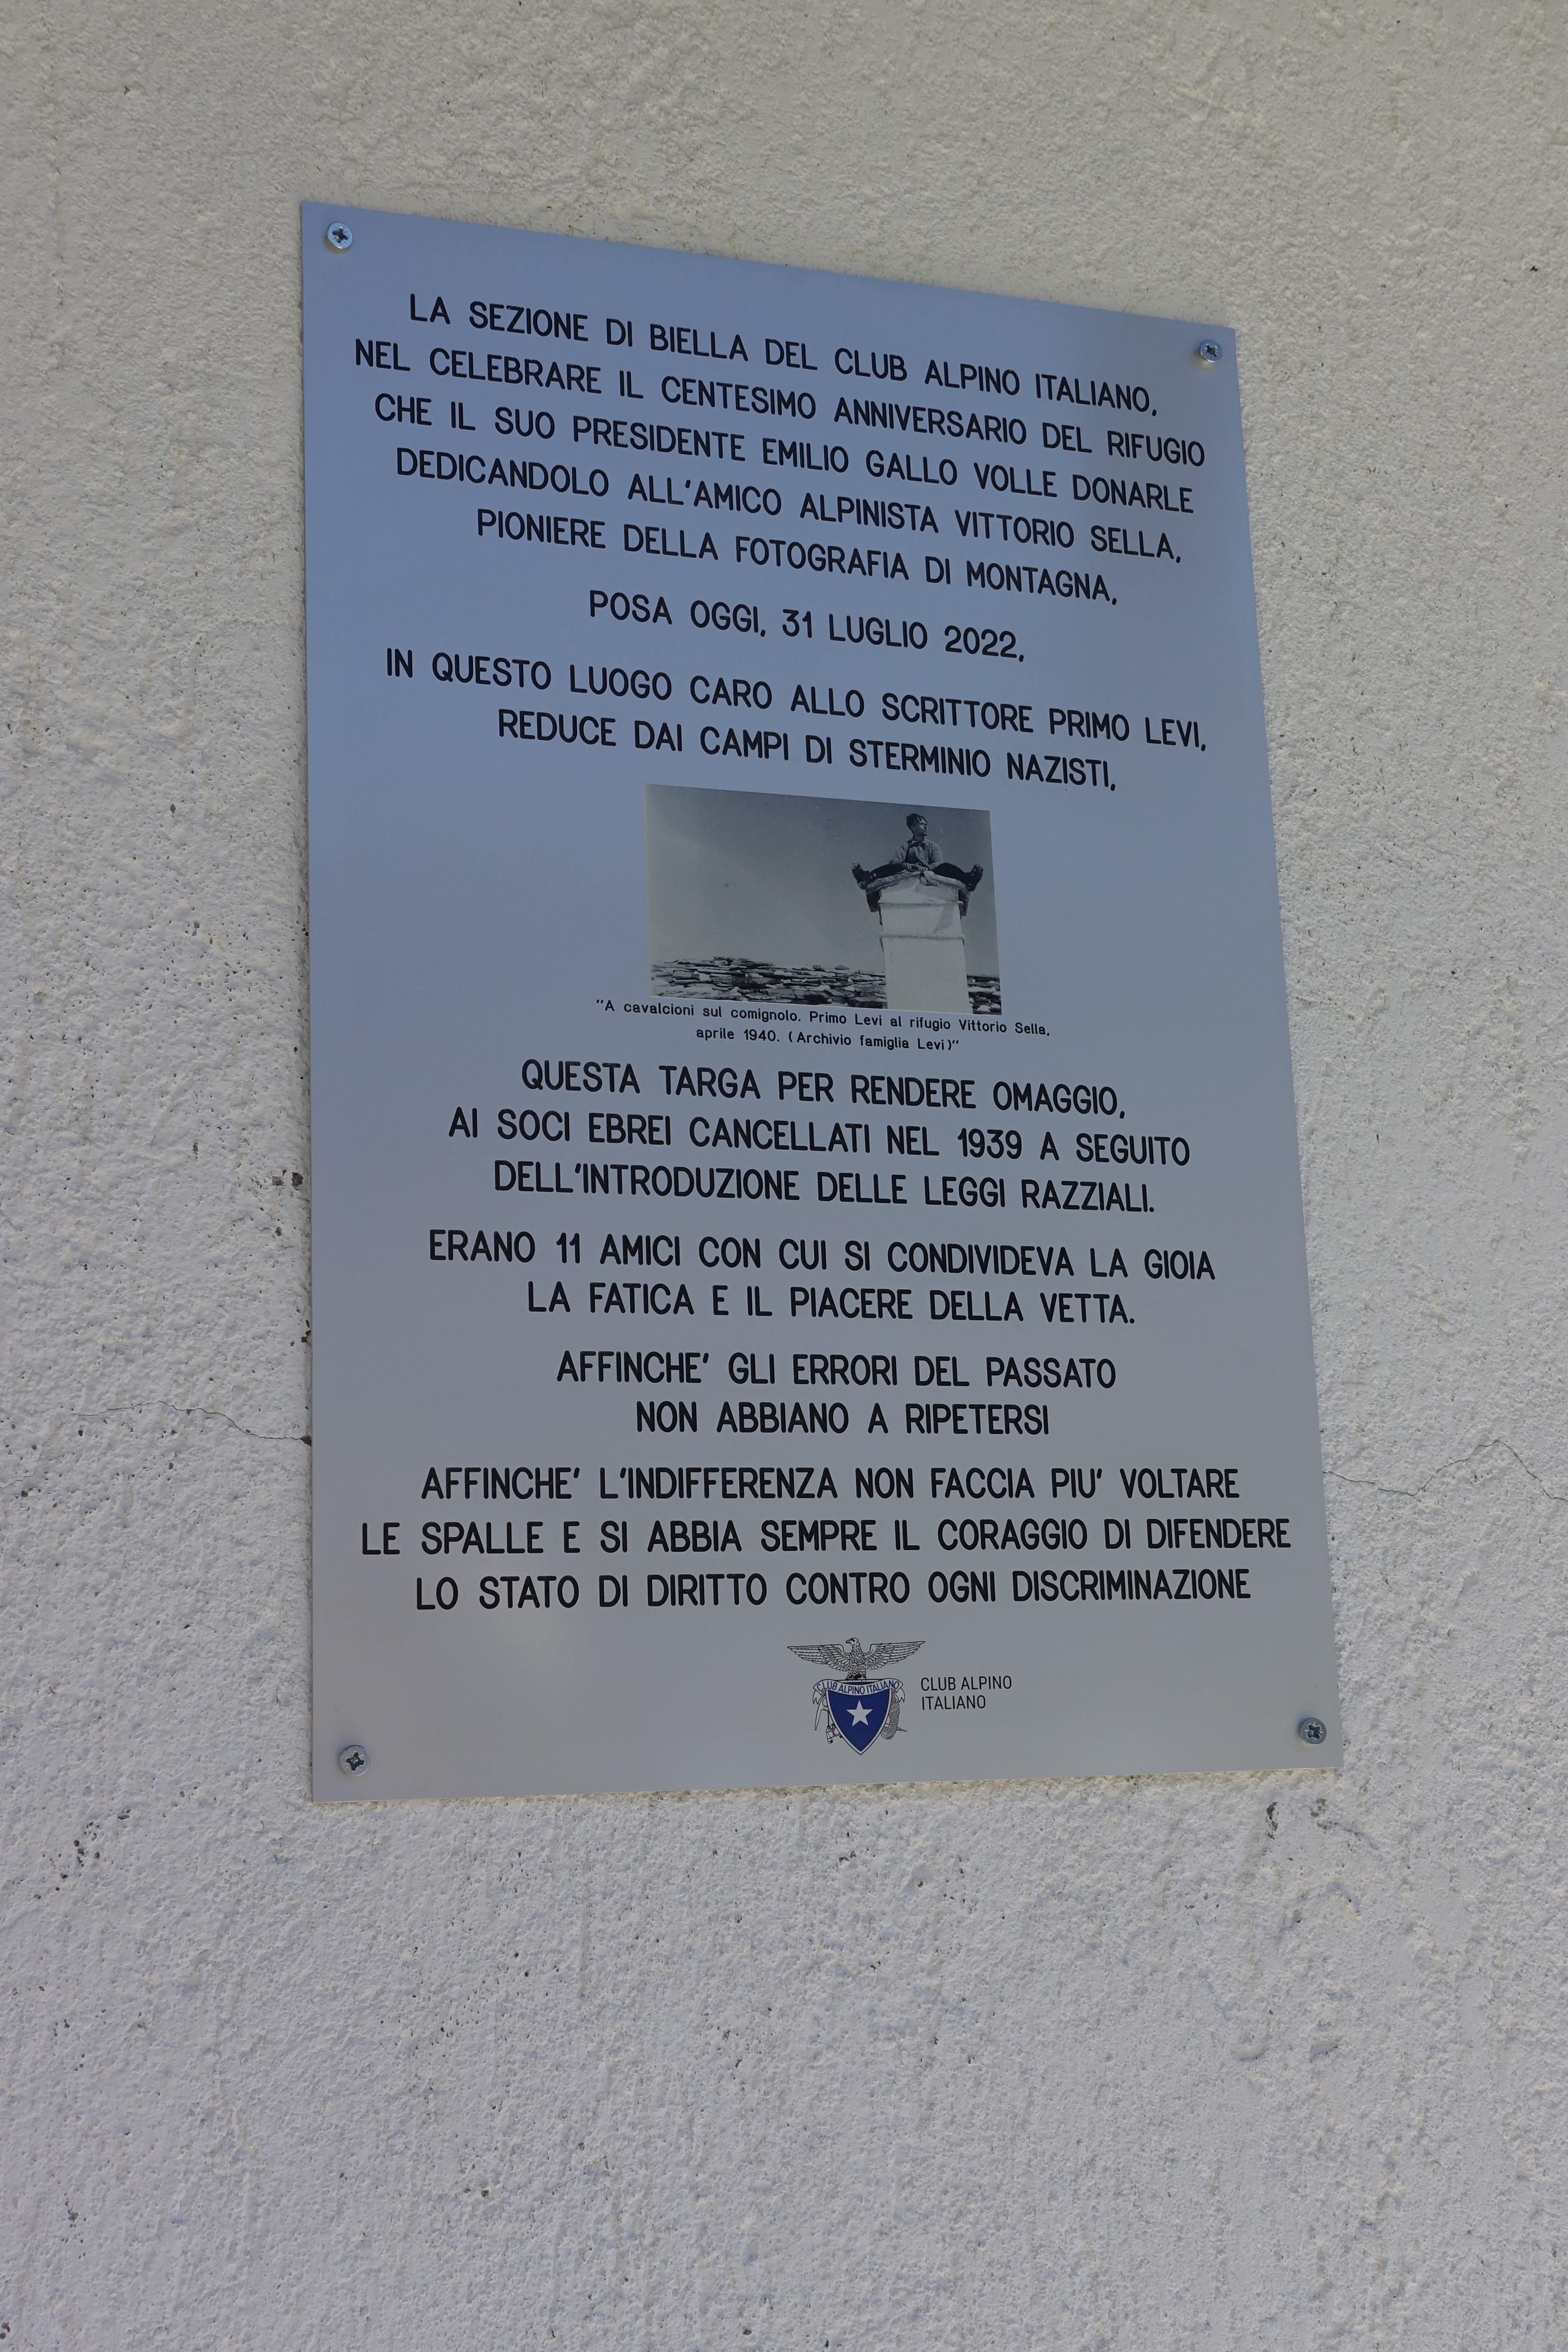 LA SEZIONE DI BIELLA DEL CLUB ALPINO ITALIANO,
NEL CELEBRARE IL CENTESIMO ANNIVERSARIO DEL RIFUGIO
CHE IL SUO PRESIDENTE EMILIO GALLO VOLLE DONARLE
DEDICANDOLO ALL'AMICO ALPINISTA VITTORIO SELLA,
PIONIERE DELLA FOTOGRAFIA DI MONTAGNA,
POSA OGGI, 31 LUGLIO 2022,
IN QUESTO LUOGO CARO ALLO SCRITTORE PRIMO LEVI,
REDUCE DAI CAMPI DI STERMINIO NAZISTI,
"A cavalcioni sul comignolo. Primo Levi al rifugio Vittorio Sella,
aprile 1940. (Archivio famiglia Levi)"
QUESTA TARGA PER RENDERE OMAGGIO,
AI SOCI EBREI CANCELLATI NEL 1939 A SEGUITO
DELL'INTRODUZIONE DELLE LEGGI RAZZIALI.
ERANO 11 AMICI CON CUI SI CONDIVIDEVA LA GIOIA
LA FATICA E IL PIACERE DELLA VETTA.
AFFINCHE' GLI ERRORI DEL PASSATO
NON ABBIANO A RIPETERSI
AFFINCHE' L'INDIFFERENZA NON FACCIA PIU' VOLTARE
LE SPALLE E SI ABBIA SEMPRE IL CORAGGIO DI DIFENDERE
LO STATO DI DIRITTO CONTRO OGNI DISCRIMINAZIONE
CLUB ALPINO ITALIANO
CLUB ALPINO
ITALIANO